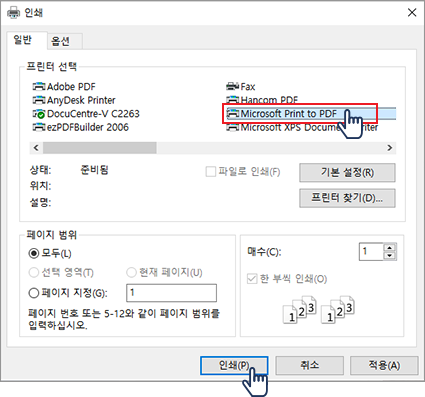 인쇄
일반 옵션
프린터 선택
Adobe PDF Fax
AnyDesk Printer Hancom PDF
DocuCentre-V C2263 Microsoft Print to PDF
ezPDFBuilder 2006 Microsoft XPS Document
상태: 준비됨 파일로 인쇄(F) 기본 설정(R)
위치:
설명: 프린터 찾기(D)...
페이지 범위
모두(L) 매수(C): 1
선택 영역(T) 현재 페이지(U)
페이지 지정(G): 1 한 부씩 인쇄(O)
페이지 번호 또는 5-12와 같이 페이지 범위를
입력하십시오.
1 2 3 1 2 3
인쇄(P) 취소 적용(A)